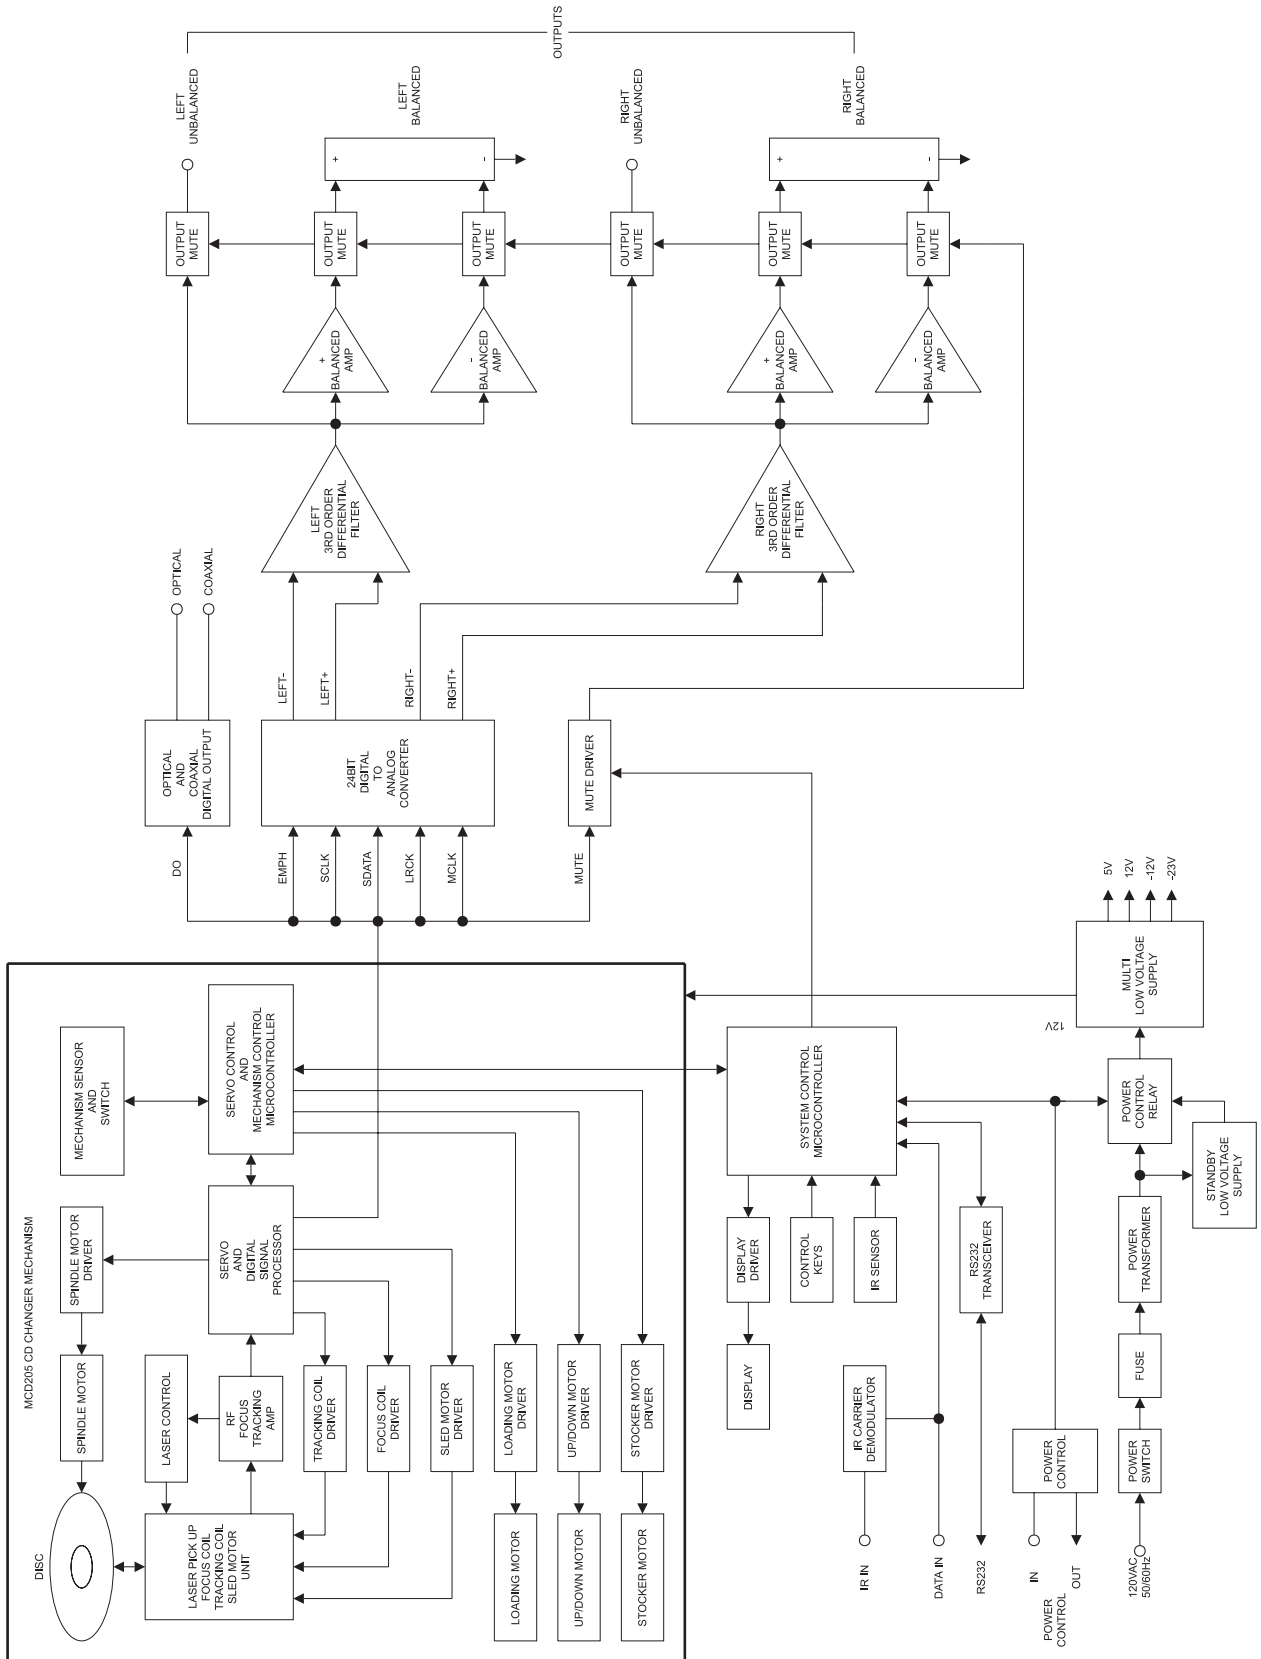 MCD205 CD CHANGER MECHANISM
DISC
SPINDLE MOTOR
SPINDLE MOTOR
DRIVER
MECHANISM SENSOR
AND
SWITCH
LASER PICK UP
FOCUS COIL
TRACKING COIL
SLED MOTOR
UNIT
LASER CONTROL
RF
FOCUS
TRACKING
AMP
SERVO
AND
DIGITAL
SIGNAL
PROCESSOR
SERVO CONTROL
AND
MECHANISM CONTROL
MICROCONTROLLER
TRACKING COIL
DRIVER
FOCUS COIL
DRIVER
SLED MOTOR
DRIVER
LOADING MOTOR
LOADING MOTOR
DRIVER
UP/DOWN MOTOR
UP/DOWN MOTOR
DRIVER
STOCKER MOTOR
STOCKER MOTOR
DRIVER
DO
EMPH
SCLK
SDATA
LRCK
MCLK
MUTE
OPTICAL
AND
COAXIAL
DIGITAL OUTPUT
OPTICAL
COAXIAL
24BIT
DIGITAL
TO
ANALOG
CONVERTER
LEFT-
LEFT+
RIGHT-
RIGHT+
MUTE DRIVER
LEFT
3RD ORDER
DIFFERENTIAL
FILTER
RIGHT
3RD ORDER
DIFFERENTIAL
FILTER
+
BALANCED
AMP
-
BALANCED
AMP
+
BALANCED
AMP
-
BALANCED
AMP
OUTPUT
MUTE
OUTPUT
MUTE
OUTPUT
MUTE
OUTPUT
MUTE
OUTPUT
MUTE
OUTPUT
MUTE
+
-
+
-
LEFT
UNBALANCED
LEFT
BALANCED
RIGHT
UNBALANCED
RIGHT
BALANCED
OUTPUTS
DISPLAY
DISPLAY
DRIVER
CONTROL
KEYS
IR SENSOR
SYSTEM CONTROL
MICROCONTROLLER
IR IN
IR CARRIER
DEMODULATOR
DATA IN
RS232
RS232
TRANSCEIVER
IN
POWER
CONTROL
OUT
POWER
CONTROL
120VAC
50/60Hz
POWER
SWITCH
FUSE
POWER
TRANSFORMER
STANDBY
LOW VOLTAGE
SUPPLY
POWER
CONTROL
RELAY
12V
MULTI
LOW VOLTAGE
SUPPLY
5V
12V
-12V
-23V